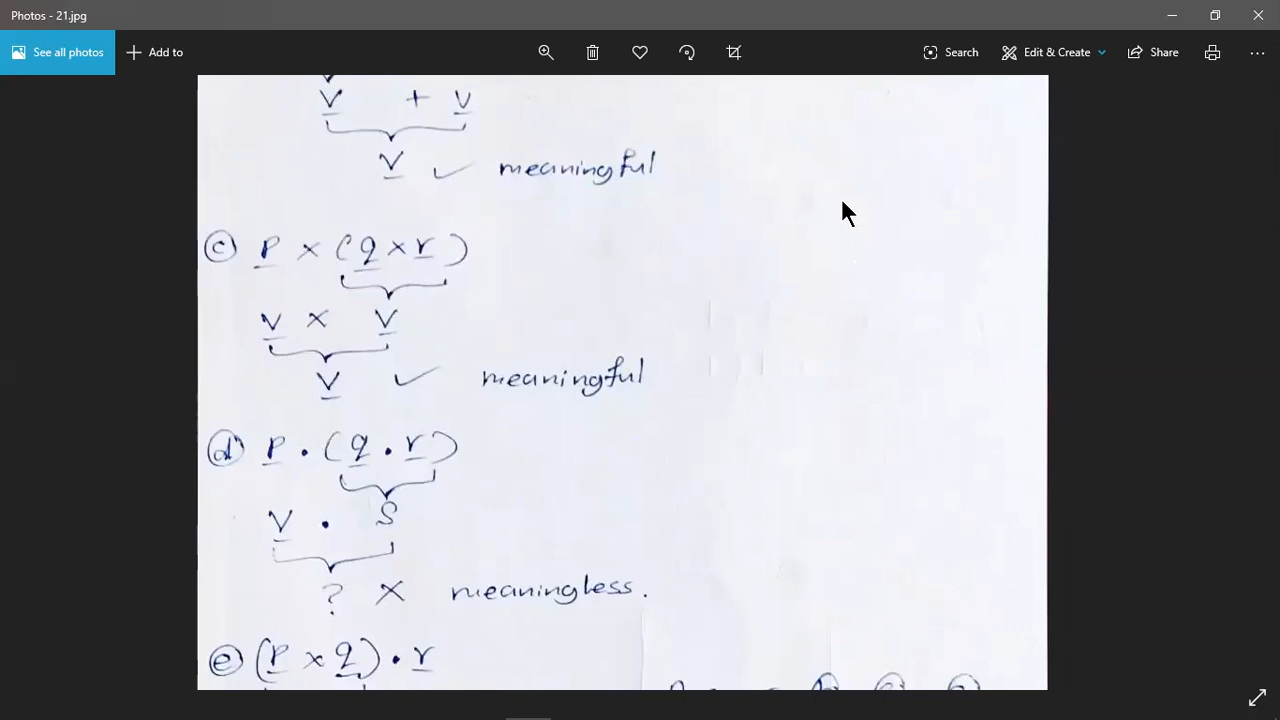 Photos - 21.jpg
See all photos
Add to
Search
Edit & Create
Share
V + V
V ✓ meaningful
(c) P × (q × r)
V × V
V ✓ meaningful
(d) P · (q · r)
V · S
? × meaningless.
(e) (P × q) · r